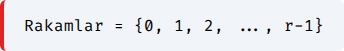 Rakamlar = {0, 1, 2, ..., r-1}